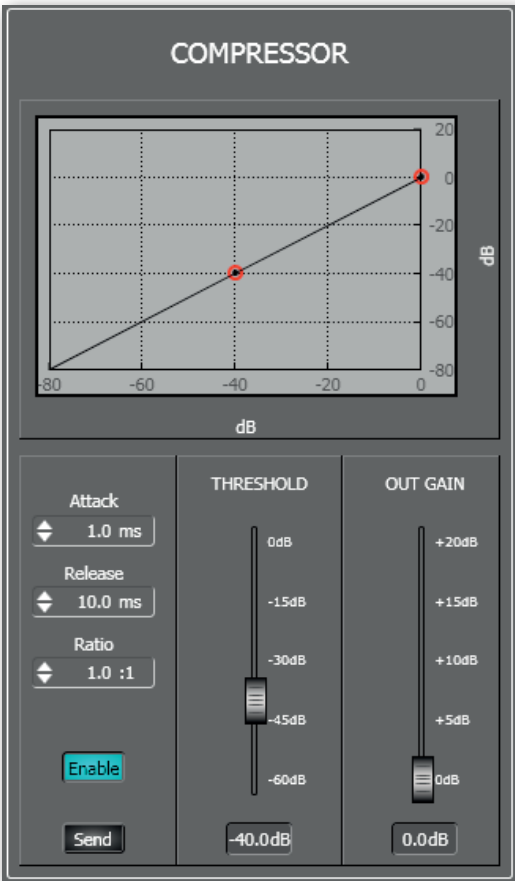 COMPRESSOR
20
0
-20
-40
-60
-80
-80 -60 -40 -20 0
dB
dB
Attack
1.0 ms
Release
10.0 ms
Ratio
1.0 :1
Enable
Send
THRESHOLD
0dB
-15dB
-30dB
-45dB
-60dB
-40.0dB
OUT GAIN
+20dB
+15dB
+10dB
+5dB
0dB
0.0dB